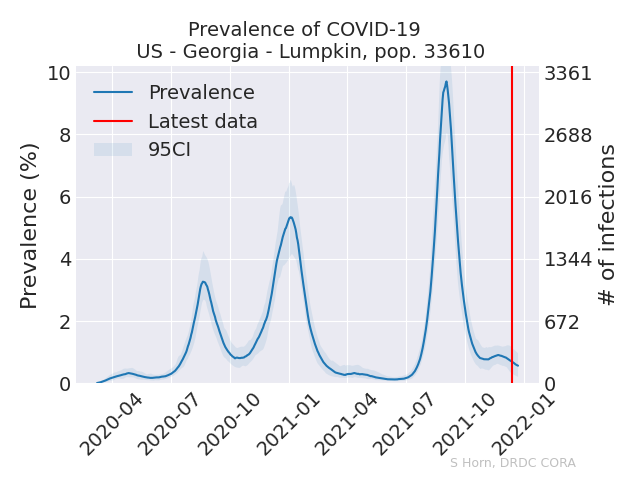 Prevalence of COVID-19
US - Georgia - Lumpkin, pop. 33610
Prevalence
Latest data
95CI
Prevalence (%)
10
8
6
4
2
0
3361
2688
2016
1344
672
0
# of infections
2020-04
2020-07
2020-10
2021-01
2021-04
2021-07
2021-10
2022-01
S Horn, DRDC CORA